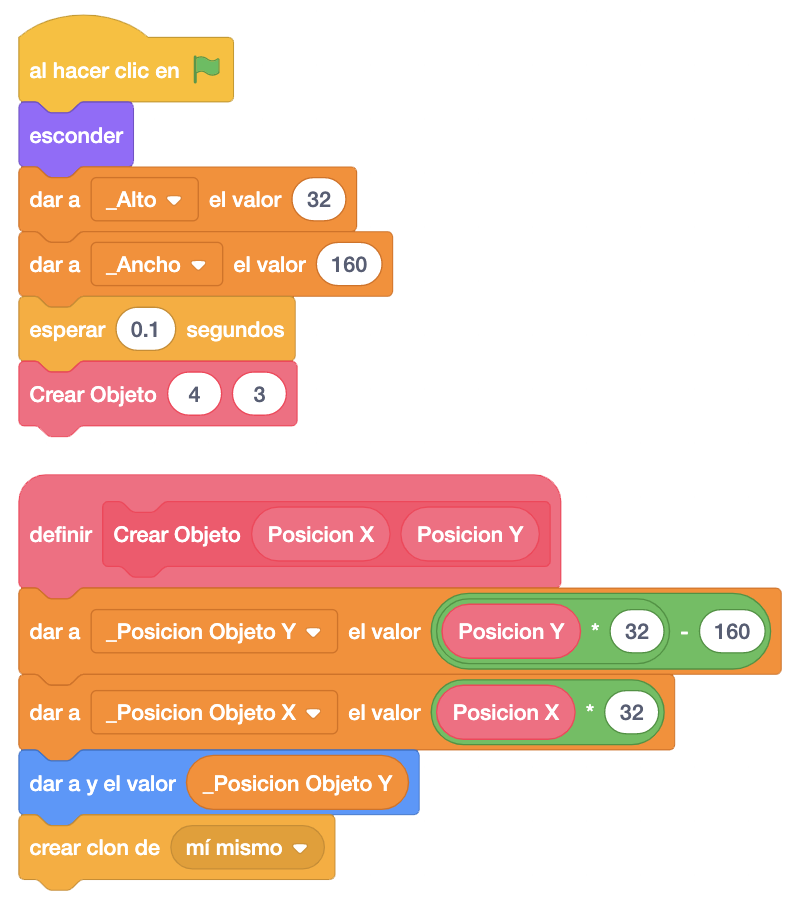 al hacer clic en
esconder
dar a _Alto el valor 32
dar a _Ancho el valor 160
esperar 0.1 segundos
Crear Objeto 4 3
definir Crear Objeto Posicion X Posicion Y
dar a _Posicion Objeto Y el valor Posicion Y * 32 - 160
dar a _Posicion Objeto X el valor Posicion X * 32
dar a y el valor _Posicion Objeto Y
crear clon de mí mismo